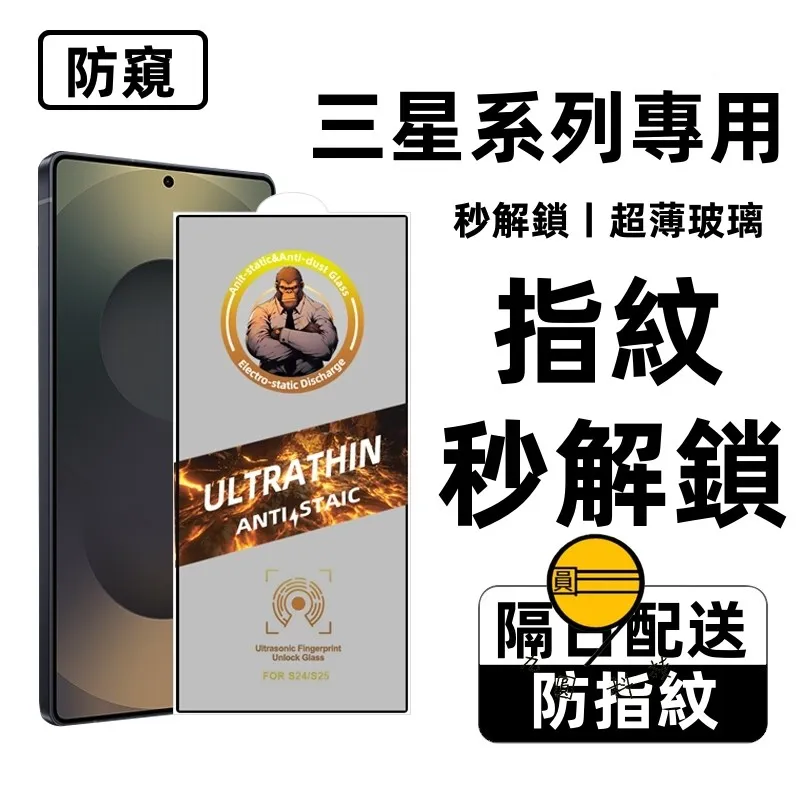 防窺
三星系列專用
秒解鎖|超薄玻璃
指紋
秒解鎖
Anit-static&Anti-dust Glass
Electro-static Discharge
ULTRATHIN
ANTI STAIC
Ultrasonic Fingerprint
Unlock Glass
FOR S24/S25
員
隔日配送
防指紋